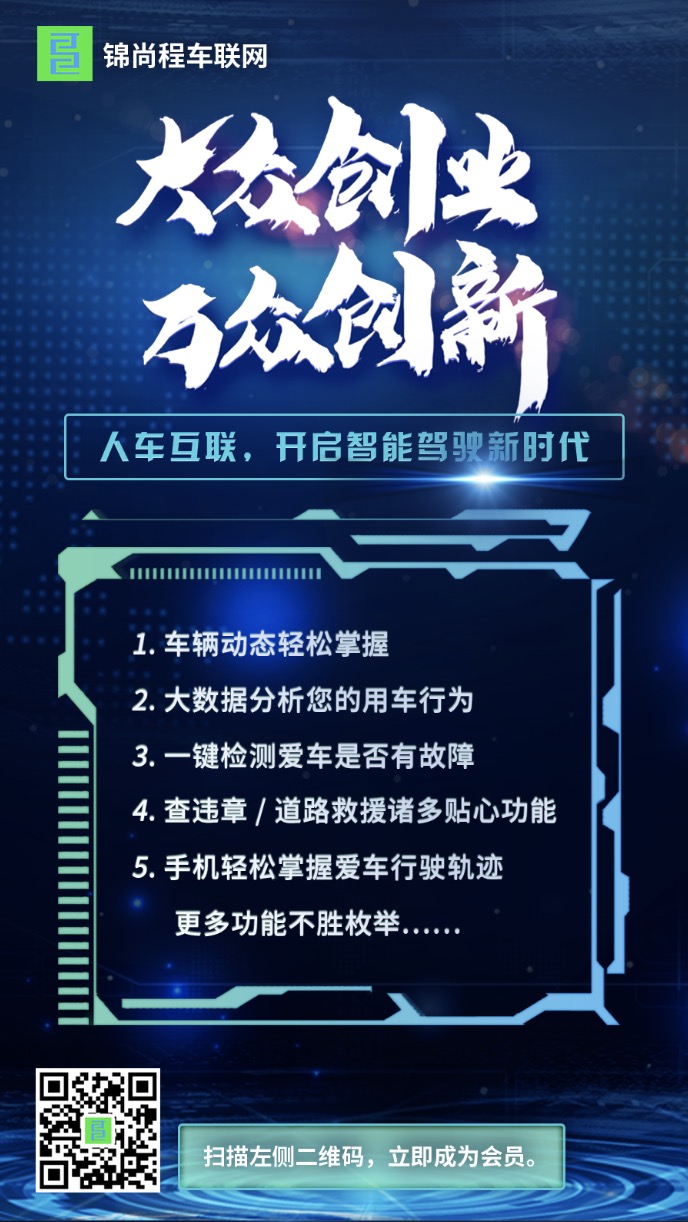 锦尚程车联网
大众创业
万众创新
人车互联，开启智能驾驶新时代
1. 车辆动态轻松掌握
2. 大数据分析您的用车行为
3. 一键检测爱车是否有故障
4. 查违章 / 道路救援诸多贴心功能
5. 手机轻松掌握爱车行驶轨迹
更多功能不胜枚举......
扫描左侧二维码，立即成为会员。